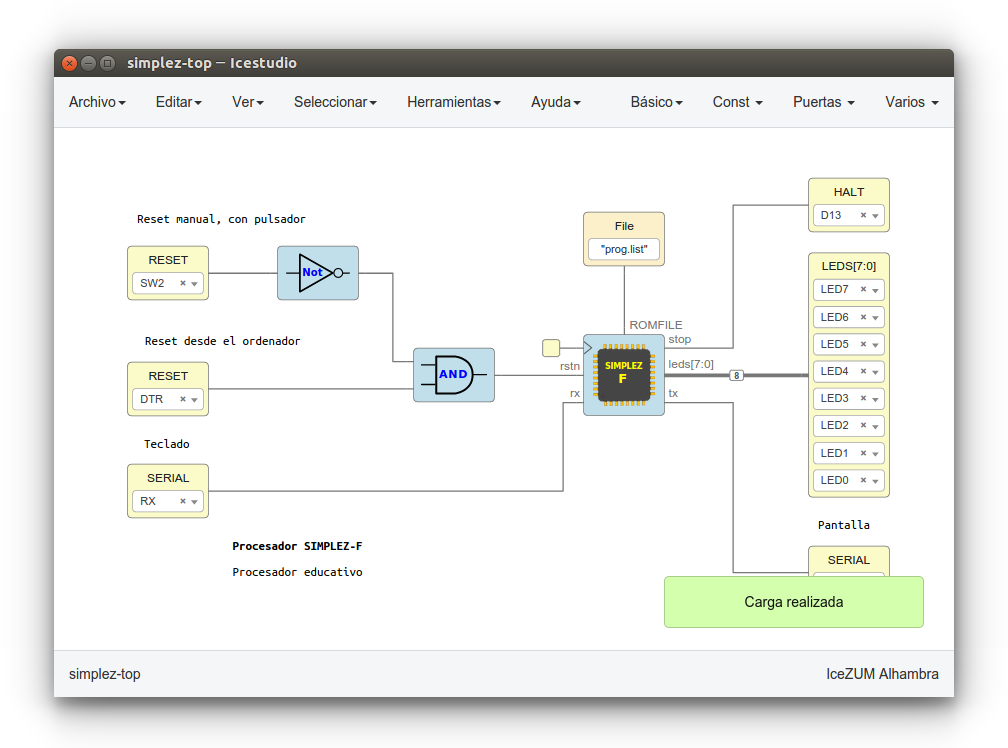 simplez-top — Icestudio
Archivo Editar Ver Seleccionar Herramientas Ayuda Básico Const Puertas Varios
Reset manual, con pulsador
RESET
SW2
Not
Reset desde el ordenador
RESET
DTR
AND
Teclado
SERIAL
RX
Procesador SIMPLEZ-F
Procesador educativo
File
"prog.list"
ROMFILE
stop
rstn
leds[7:0]
rx
tx
SIMPLEZ
F
8
HALT
D13
LEDS[7:0]
LED7
LED6
LED5
LED4
LED3
LED2
LED1
LED0
Pantalla
SERIAL
Carga realizada
simplez-top
IceZUM Alhambra